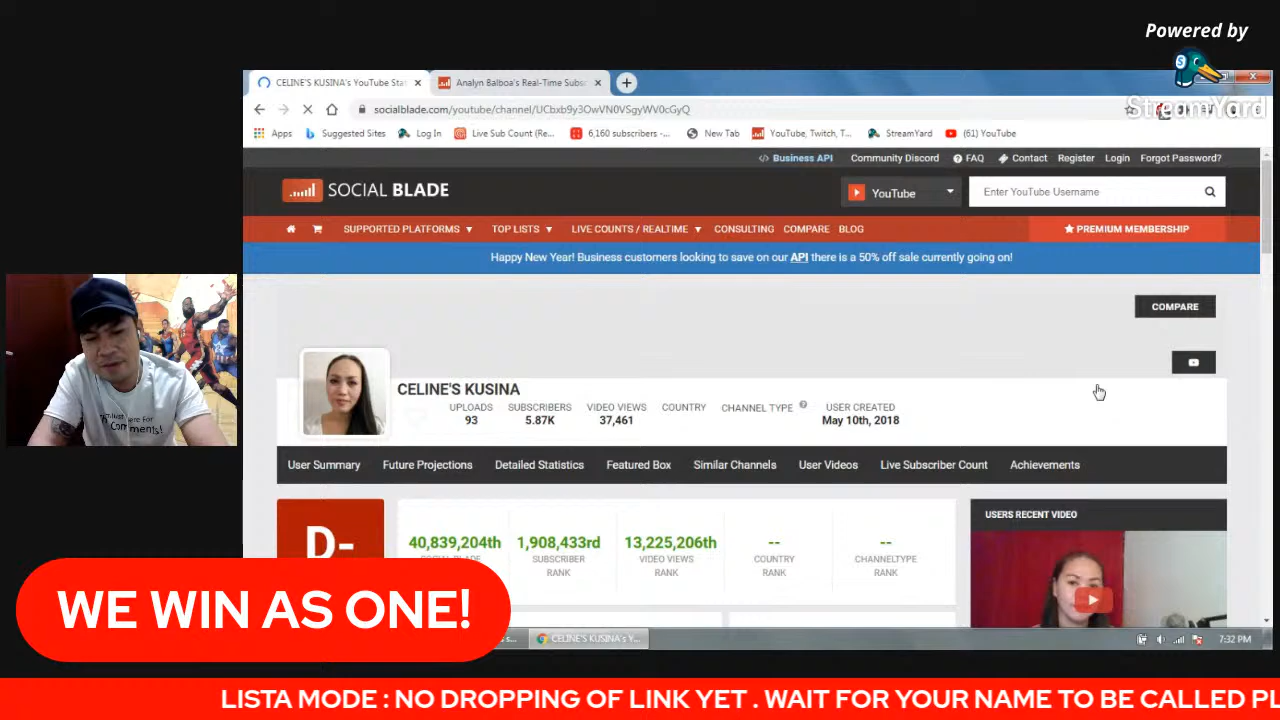 Powered by
StreamYard
CELINE'S KUSINA's YouTube Sta
Analyn Balboa's Real-Time Subs
socialblade.com/youtube/channel/UCbxb9y3OwVN0VSgyWV0cGyQ
Apps
Suggested Sites
Log In
Live Sub Count (Re...
6,160 subscribers -...
New Tab
YouTube, Twitch, T...
StreamYard
(61) YouTube
Business API
Community Discord
FAQ
Contact
Register
Login
Forgot Password?
SOCIAL BLADE
YouTube
Enter YouTube Username
SUPPORTED PLATFORMS
TOP LISTS
LIVE COUNTS / REALTIME
CONSULTING
COMPARE
BLOG
PREMIUM MEMBERSHIP
Happy New Year! Business customers looking to save on our API there is a 50% off sale currently going on!
COMPARE
CELINE'S KUSINA
UPLOADS
93
SUBSCRIBERS
5.87K
VIDEO VIEWS
37,461
COUNTRY
CHANNEL TYPE
USER CREATED
May 10th, 2018
User Summary
Future Projections
Detailed Statistics
Featured Box
Similar Channels
User Videos
Live Subscriber Count
Achievements
D-
40,839,204th
1,908,433rd
SUBSCRIBER
RANK
13,225,206th
VIDEO VIEWS
RANK
--
COUNTRY
RANK
--
CHANNELTYPE
RANK
USERS RECENT VIDEO
Here For
Comments!
WE WIN AS ONE!
CELINE'S KUSINA's Y...
7:32 PM
LISTA MODE : NO DROPPING OF LINK YET . WAIT FOR YOUR NAME TO BE CALLED PL